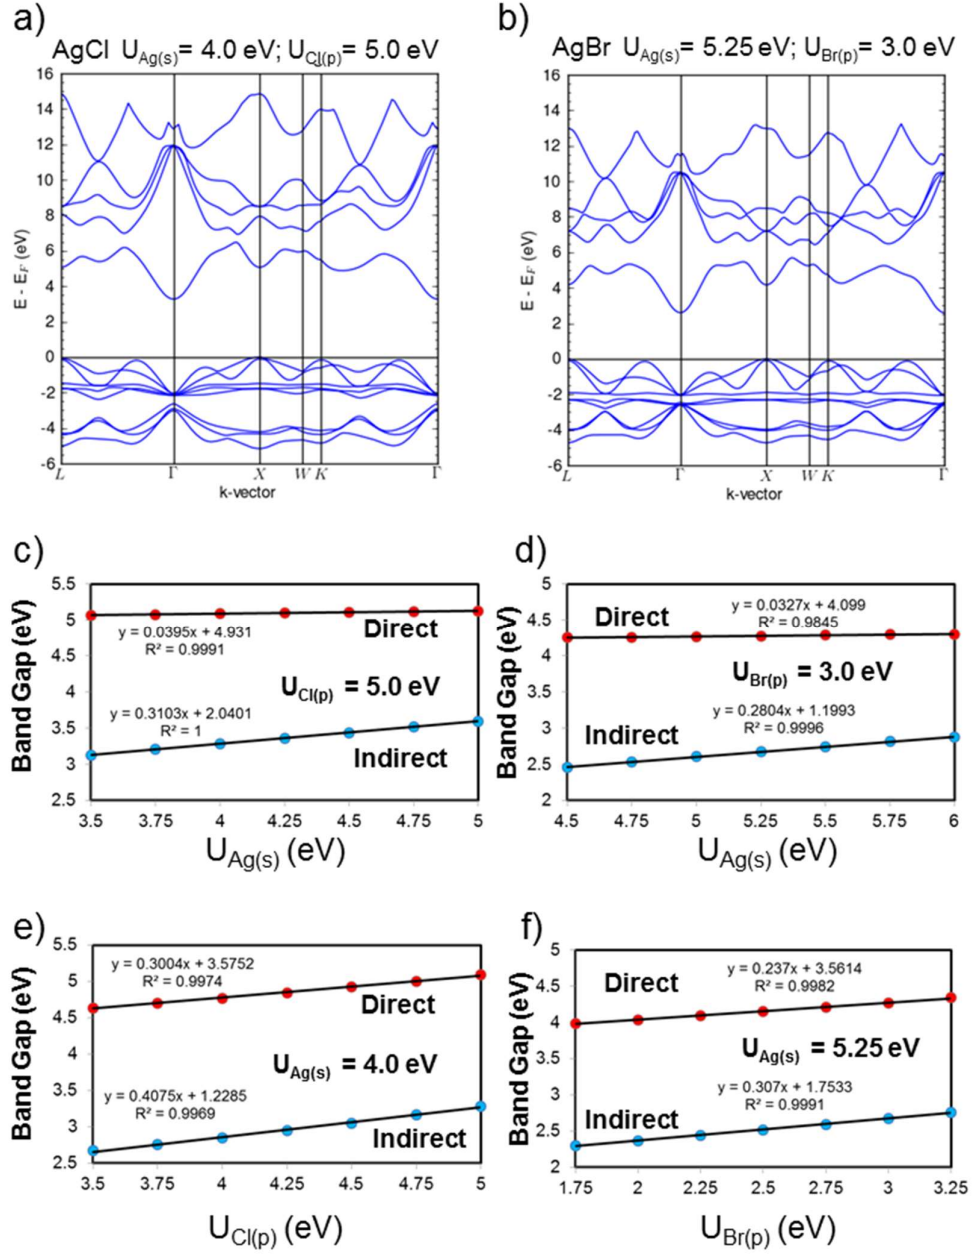 a)
AgCl U_Ag(s)= 4.0 eV; U_Cl(p)= 5.0 eV
16
14
12
10
8
6
4
2
0
-2
-4
-6
E - E_F (eV)
L Γ X W K Γ
k-vector
b)
AgBr U_Ag(s) = 5.25 eV; U_Br(p) = 3.0 eV
16
14
12
10
8
6
4
2
0
-2
-4
-6
E - E_F (eV)
L Γ X W K Γ
k-vector
c)
Band Gap (eV)
5.5
5
4.5
4
3.5
3
2.5
y = 0.0395x + 4.931
R² = 0.9991
Direct
U_Cl(p) = 5.0 eV
y = 0.3103x + 2.0401
R² = 1
Indirect
3.5 3.75 4 4.25 4.5 4.75 5
U_Ag(s) (eV)
d)
Band Gap (eV)
5
4.5
4
3.5
3
2.5
2
Direct
y = 0.0327x + 4.099
R² = 0.9845
U_Br(p) = 3.0 eV
y = 0.2804x + 1.1993
R² = 0.9996
Indirect
4.5 4.75 5 5.25 5.5 5.75 6
U_Ag(s) (eV)
e)
Band Gap (eV)
5.5
5
4.5
4
3.5
3
2.5
y = 0.3004x + 3.5752
R² = 0.9974
Direct
U_Ag(s) = 4.0 eV
y = 0.4075x + 1.2285
R² = 0.9969
Indirect
3.5 3.75 4 4.25 4.5 4.75 5
U_Cl(p) (eV)
f)
Band Gap (eV)
5
4.5
4
3.5
3
2.5
2
Direct
y = 0.237x + 3.5614
R² = 0.9982
U_Ag(s) = 5.25 eV
y = 0.307x + 1.7533
R² = 0.9991
Indirect
1.75 2 2.25 2.5 2.75 3 3.25
U_Br(p) (eV)